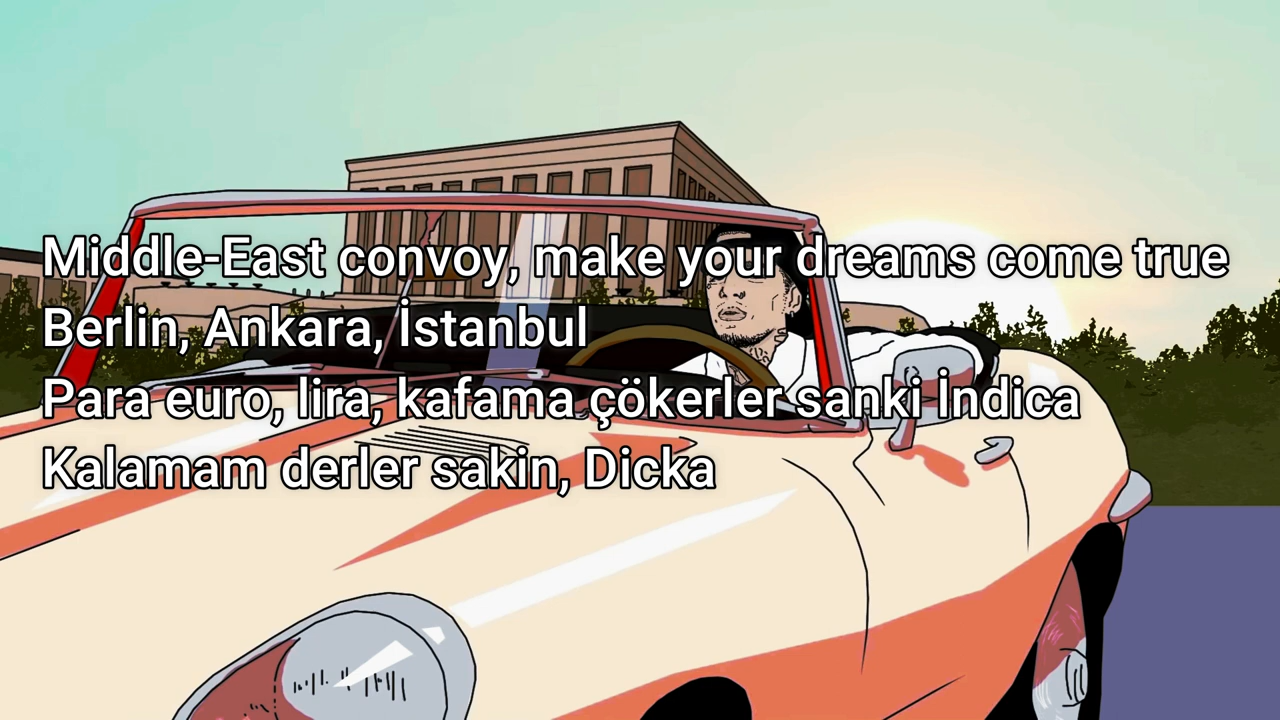 Middle-East convoy, make your dreams come true
Berlin, Ankara, İstanbul
Para euro, lira, kafama çökerler sanki İndica
Kalamam derler sakin, Dicka